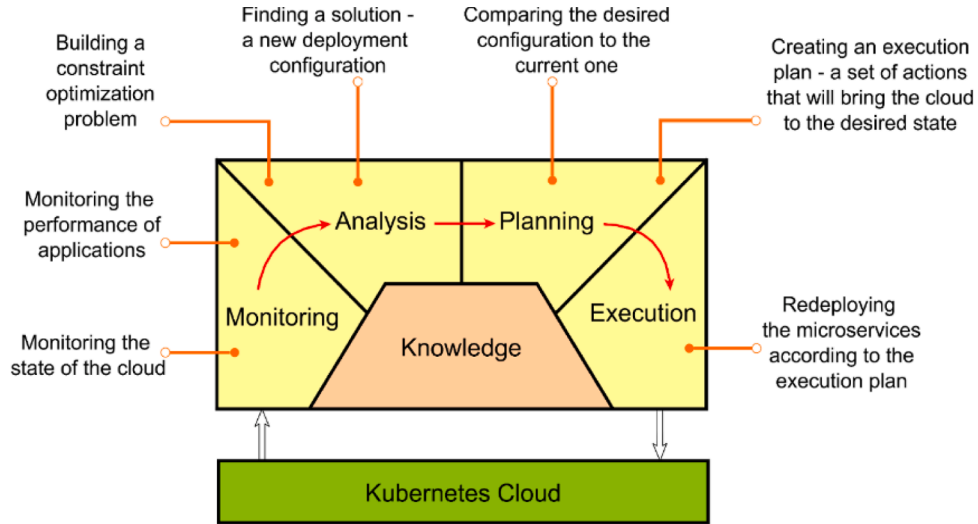 Building a
constraint
optimization
problem
Finding a solution -
a new deployment
configuration
Comparing the desired
configuration to the
current one
Creating an execution
plan - a set of actions
that will bring the cloud
to the desired state
Monitoring the
performance of
applications
Monitoring the
state of the cloud
Analysis
Planning
Monitoring
Execution
Knowledge
Redeploying
the microservices
according to the
execution plan
Kubernetes Cloud